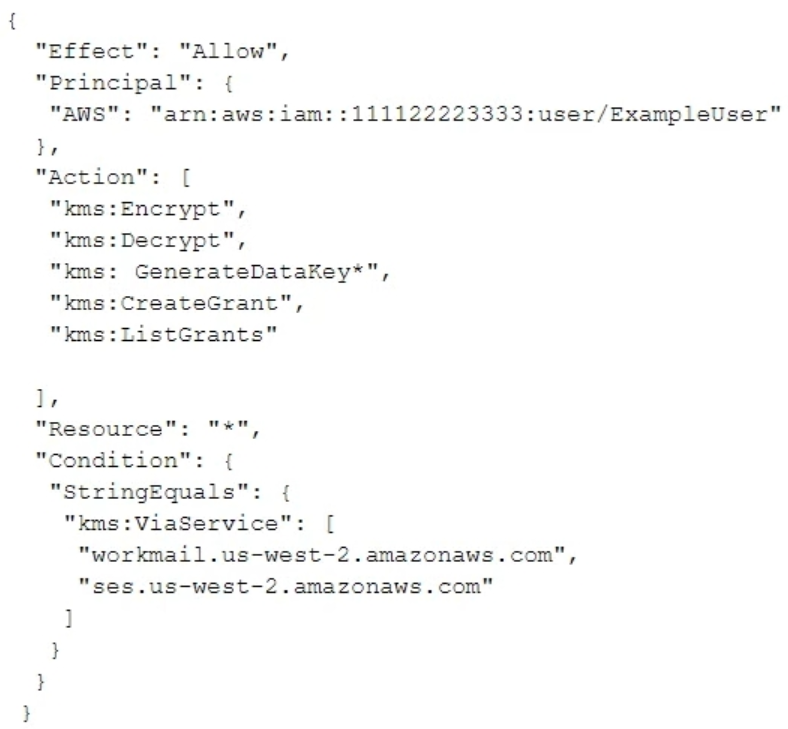 {
  "Effect": "Allow",
  "Principal": {
   "AWS": "arn:aws:iam::111122223333:user/ExampleUser"
  },
  "Action": [
   "kms:Encrypt",
   "kms:Decrypt",
   "kms: GenerateDataKey*",
   "kms:CreateGrant",
   "kms:ListGrants"

  ],
  "Resource": "*",
  "Condition": {
   "StringEquals": {
    "kms:ViaService": [
     "workmail.us-west-2.amazonaws.com",
     "ses.us-west-2.amazonaws.com"
    ]
   }
  }
 }